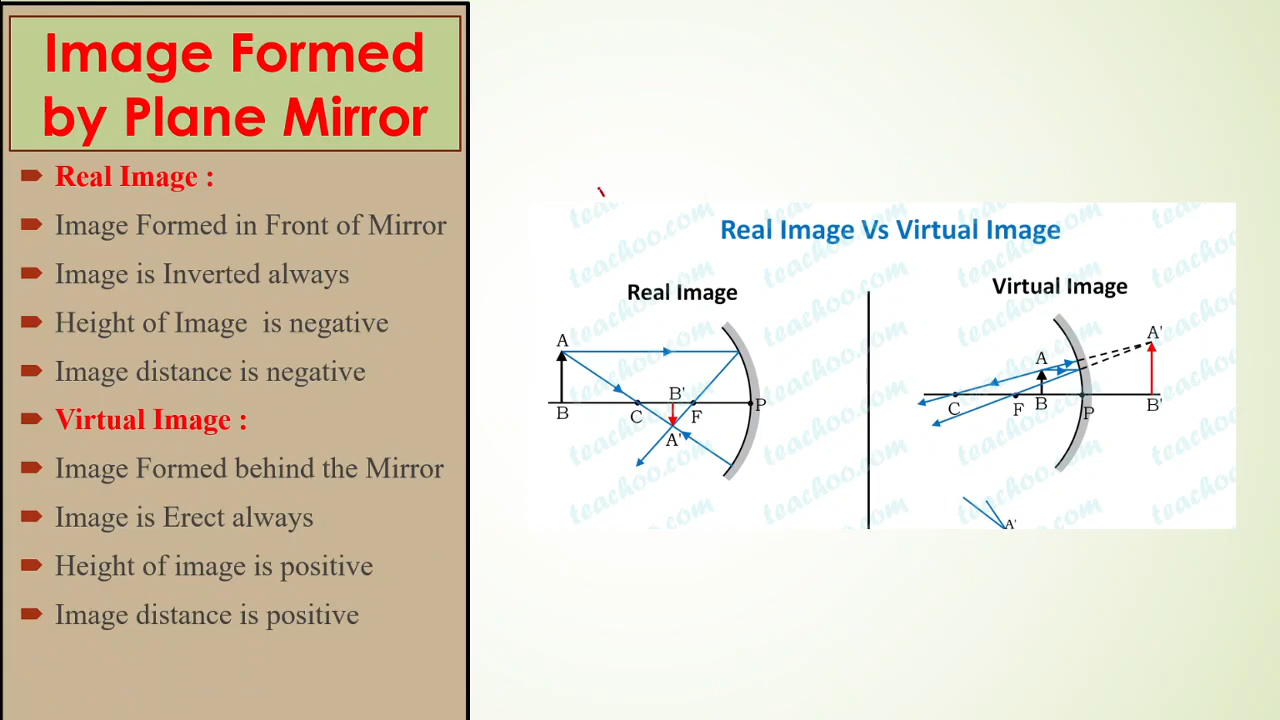 Image Formed
by Plane Mirror
Real Image :
Image Formed in Front of Mirror
Image is Inverted always
Height of Image  is negative
Image distance is negative
Virtual Image :
Image Formed behind the Mirror
Image is Erect always
Height of image is positive
Image distance is positive
Real Image Vs Virtual Image
Real Image
A
B
C
B'
F
A'
P
Virtual Image
A'
A
C
F
B
P
B'
A'
teachoo.com